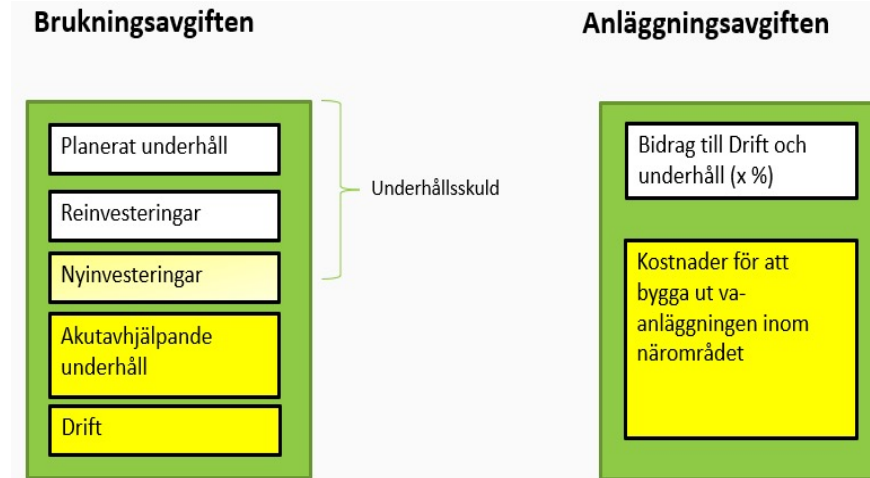 Brukningsavgiften
Planerat underhåll
Reinvesteringar
Nyinvesteringar
Akutavhjälpande
underhåll
Drift
Underhållsskuld
Anläggningsavgiften
Bidrag till Drift och
underhåll (x %)
Kostnader för att
bygga ut va-
anläggningen inom
närområdet